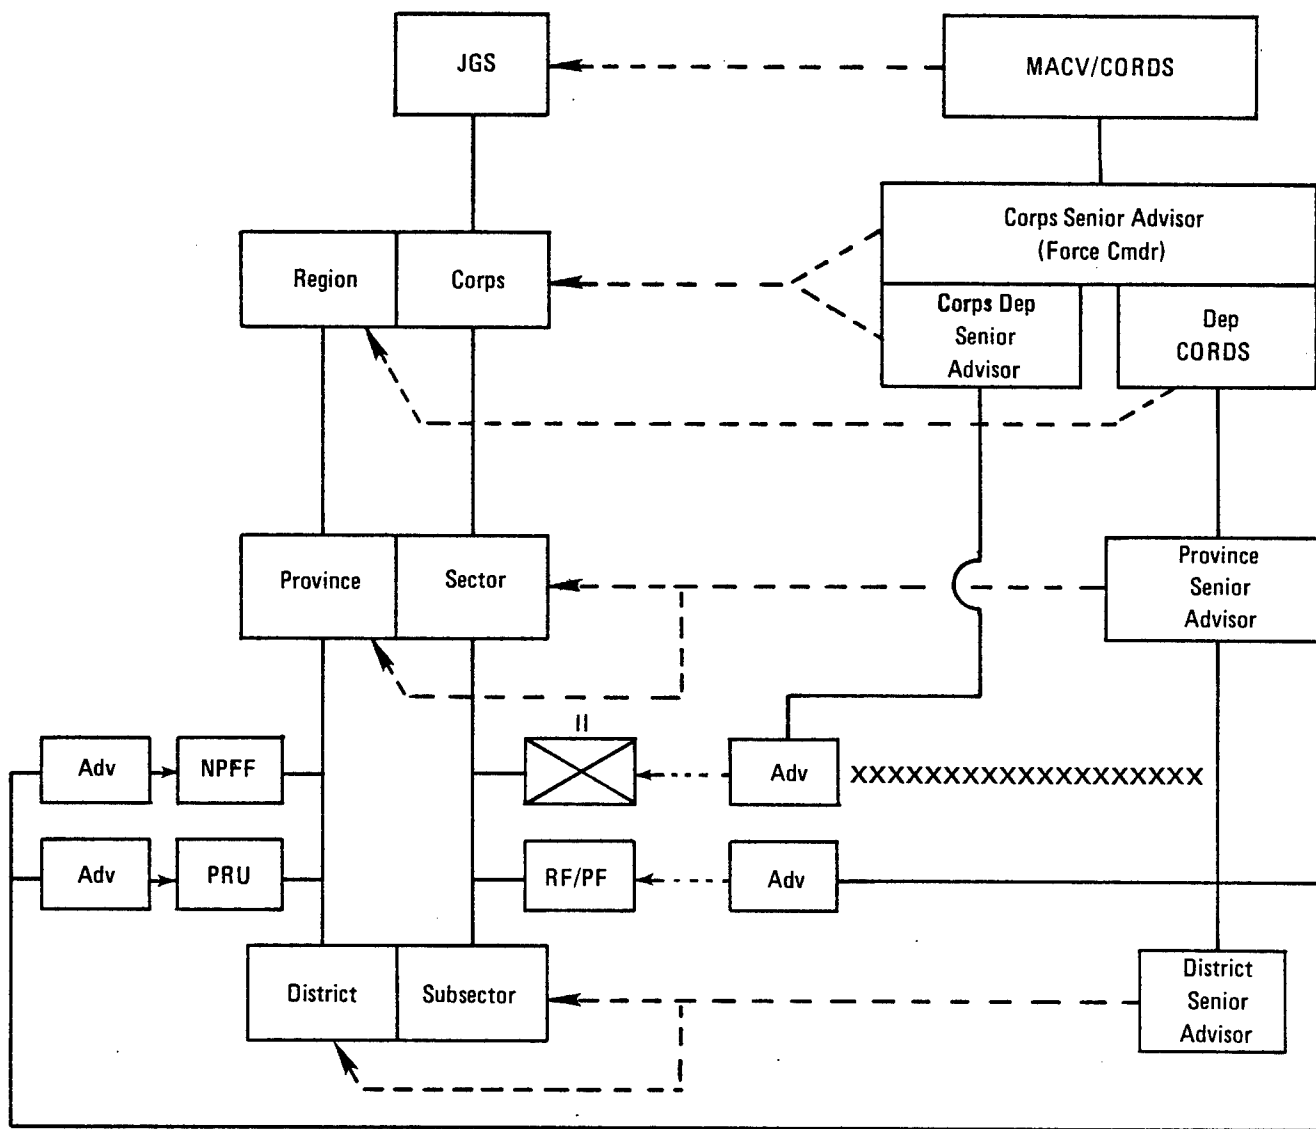 JGS
MACV/CORDS
Corps Senior Advisor
(Force Cmdr)
Region
Corps
Corps Dep
Senior
Advisor
Dep
CORDS
Province
Sector
Province
Senior
Advisor
II
Adv
NPFF
Adv
XXXXXXXXXXXXXXXXXXX
Adv
PRU
RF/PF
Adv
District
Subsector
District
Senior
Advisor